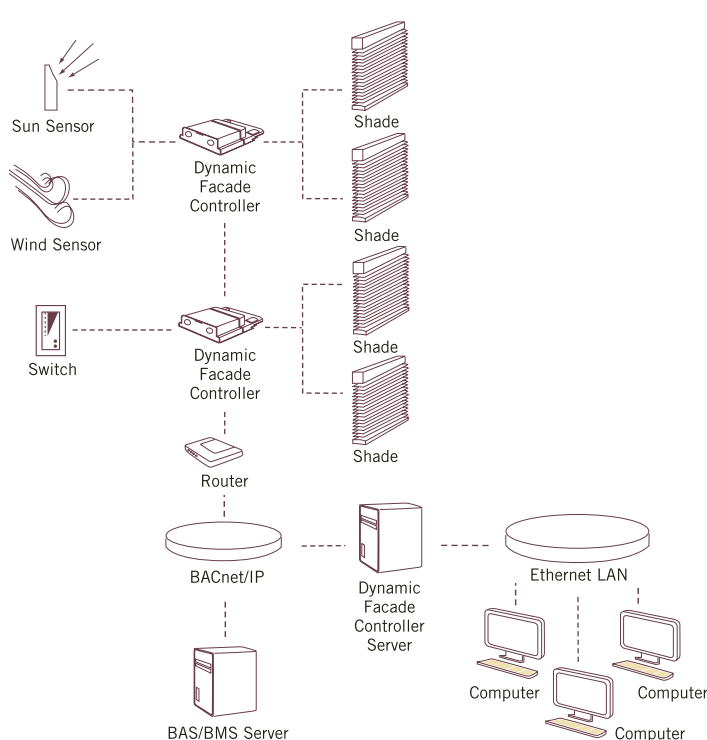 Sun Sensor
Shade
Dynamic
Facade
Controller
Wind Sensor
Shade
Switch
Dynamic
Facade
Controller
Shade
Shade
Router
BACnet/IP
Dynamic
Facade
Controller
Server
Ethernet LAN
Computer
Computer
Computer
BAS/BMS Server